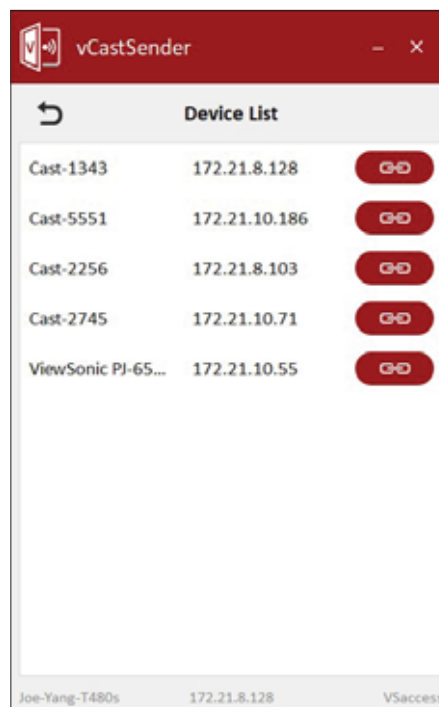 vCastSender
Device List
Cast-1343 172.21.8.128
Cast-5551 172.21.10.186
Cast-2256 172.21.8.103
Cast-2745 172.21.10.71
ViewSonic PJ-65... 172.21.10.55
Joe-Yang-T480s 172.21.8.128 VSaccess